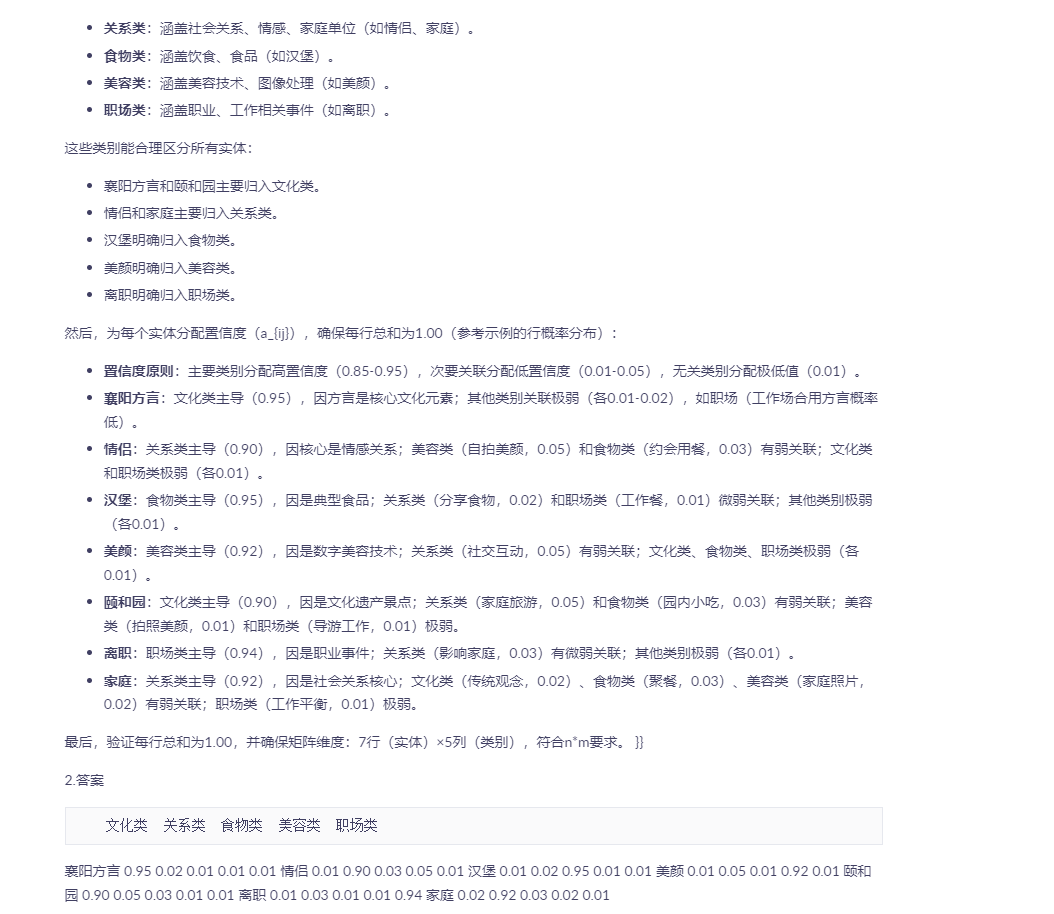 • 关系类：涵盖社会关系、情感、家庭单位（如情侣、家庭）。
• 食物类：涵盖饮食、食品（如汉堡）。
• 美容类：涵盖美容技术、图像处理（如美颜）。
• 职场类：涵盖职业、工作相关事件（如离职）。
这些类别能合理区分所有实体：
• 襄阳方言和颐和园主要归入文化类。
• 情侣和家庭主要归入关系类。
• 汉堡明确归入食物类。
• 美颜明确归入美容类。
• 离职明确归入职场类。
然后，为每个实体分配置信度（a_{ij}），确保每行总和为1.00（参考示例的行概率分布）：
• 置信度原则：主要类别分配高置信度（0.85-0.95），次要关联分配低置信度（0.01-0.05），无关类别分配极低值（0.01）。
• 襄阳方言：文化类主导（0.95），因方言是核心文化元素；其他类别关联极弱（各0.01-0.02），如职场（工作场合用方言概率
低）。
• 情侣：关系类主导（0.90），因核心是情感关系；美容类（自拍美颜，0.05）和食物类（约会用餐，0.03）有弱关联；文化类
和职场类极弱（各0.01）。
• 汉堡：食物类主导（0.95），因是典型食品；关系类（分享食物，0.02）和职场类（工作餐，0.01）微弱关联；其他类别极弱
（各0.01）。
• 美颜：美容类主导（0.92），因是数字美容技术；关系类（社交互动，0.05）有弱关联；文化类、食物类、职场类极弱（各
0.01）。
• 颐和园：文化类主导（0.90），因是文化遗产景点；关系类（家庭旅游，0.05）和食物类（园内小吃，0.03）有弱关联；美容
类（拍照美颜，0.01）和职场类（导游工作，0.01）极弱。
• 离职：职场类主导（0.94），因是职业事件；关系类（影响家庭，0.03）有微弱关联；其他类别极弱（各0.01）。
• 家庭：关系类主导（0.92），因是社会关系核心；文化类（传统观念，0.02）、食物类（聚餐，0.03）、美容类（家庭照片，
0.02）有弱关联；职场类（工作平衡，0.01）极弱。
最后，验证每行总和为1.00，并确保矩阵维度：7行（实体）×5列（类别），符合n*m要求。 }}
2.答案
文化类 关系类 食物类 美容类 职场类
襄阳方言 0.95 0.02 0.01 0.01 0.01 情侣 0.01 0.90 0.03 0.05 0.01 汉堡 0.01 0.02 0.95 0.01 0.01 美颜 0.01 0.05 0.01 0.92 0.01 颐和
园 0.90 0.05 0.03 0.01 0.01 离职 0.01 0.03 0.01 0.01 0.94 家庭 0.02 0.92 0.03 0.02 0.01